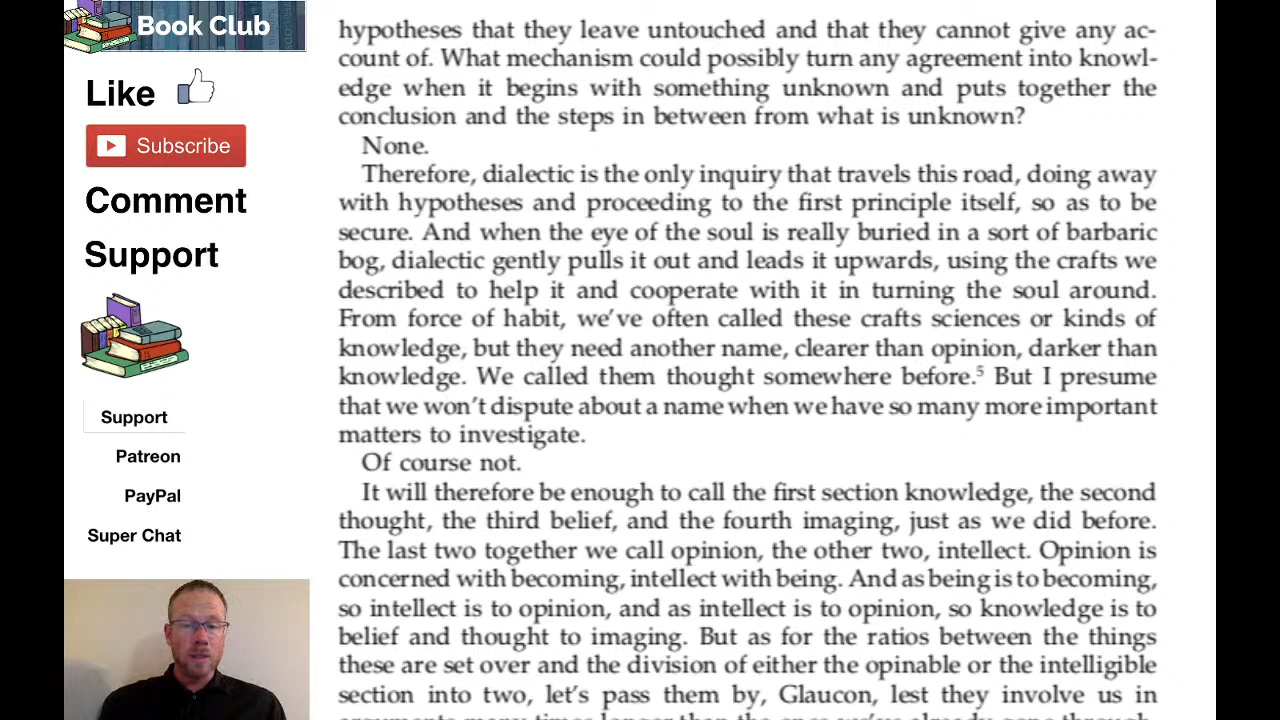 Book Club
Like
Subscribe
Comment
Support
Support
Patreon
PayPal
Super Chat
hypotheses that they leave untouched and that they cannot give any ac-
count of. What mechanism could possibly turn any agreement into knowl-
edge when it begins with something unknown and puts together the
conclusion and the steps in between from what is unknown?
None.
Therefore, dialectic is the only inquiry that travels this road, doing away
with hypotheses and proceeding to the first principle itself, so as to be
secure. And when the eye of the soul is really buried in a sort of barbaric
bog, dialectic gently pulls it out and leads it upwards, using the crafts we
described to help it and cooperate with it in turning the soul around.
From force of habit, we've often called these crafts sciences or kinds of
knowledge, but they need another name, clearer than opinion, darker than
knowledge. We called them thought somewhere before.⁵ But I presume
that we won't dispute about a name when we have so many more important
matters to investigate.
Of course not.
It will therefore be enough to call the first section knowledge, the second
thought, the third belief, and the fourth imaging, just as we did before.
The last two together we call opinion, the other two, intellect. Opinion is
concerned with becoming, intellect with being. And as being is to becoming,
so intellect is to opinion, and as intellect is to opinion, so knowledge is to
belief and thought to imaging. But as for the ratios between the things
these are set over and the division of either the opinable or the intelligible
section into two, let's pass them by, Glaucon, lest they involve us in